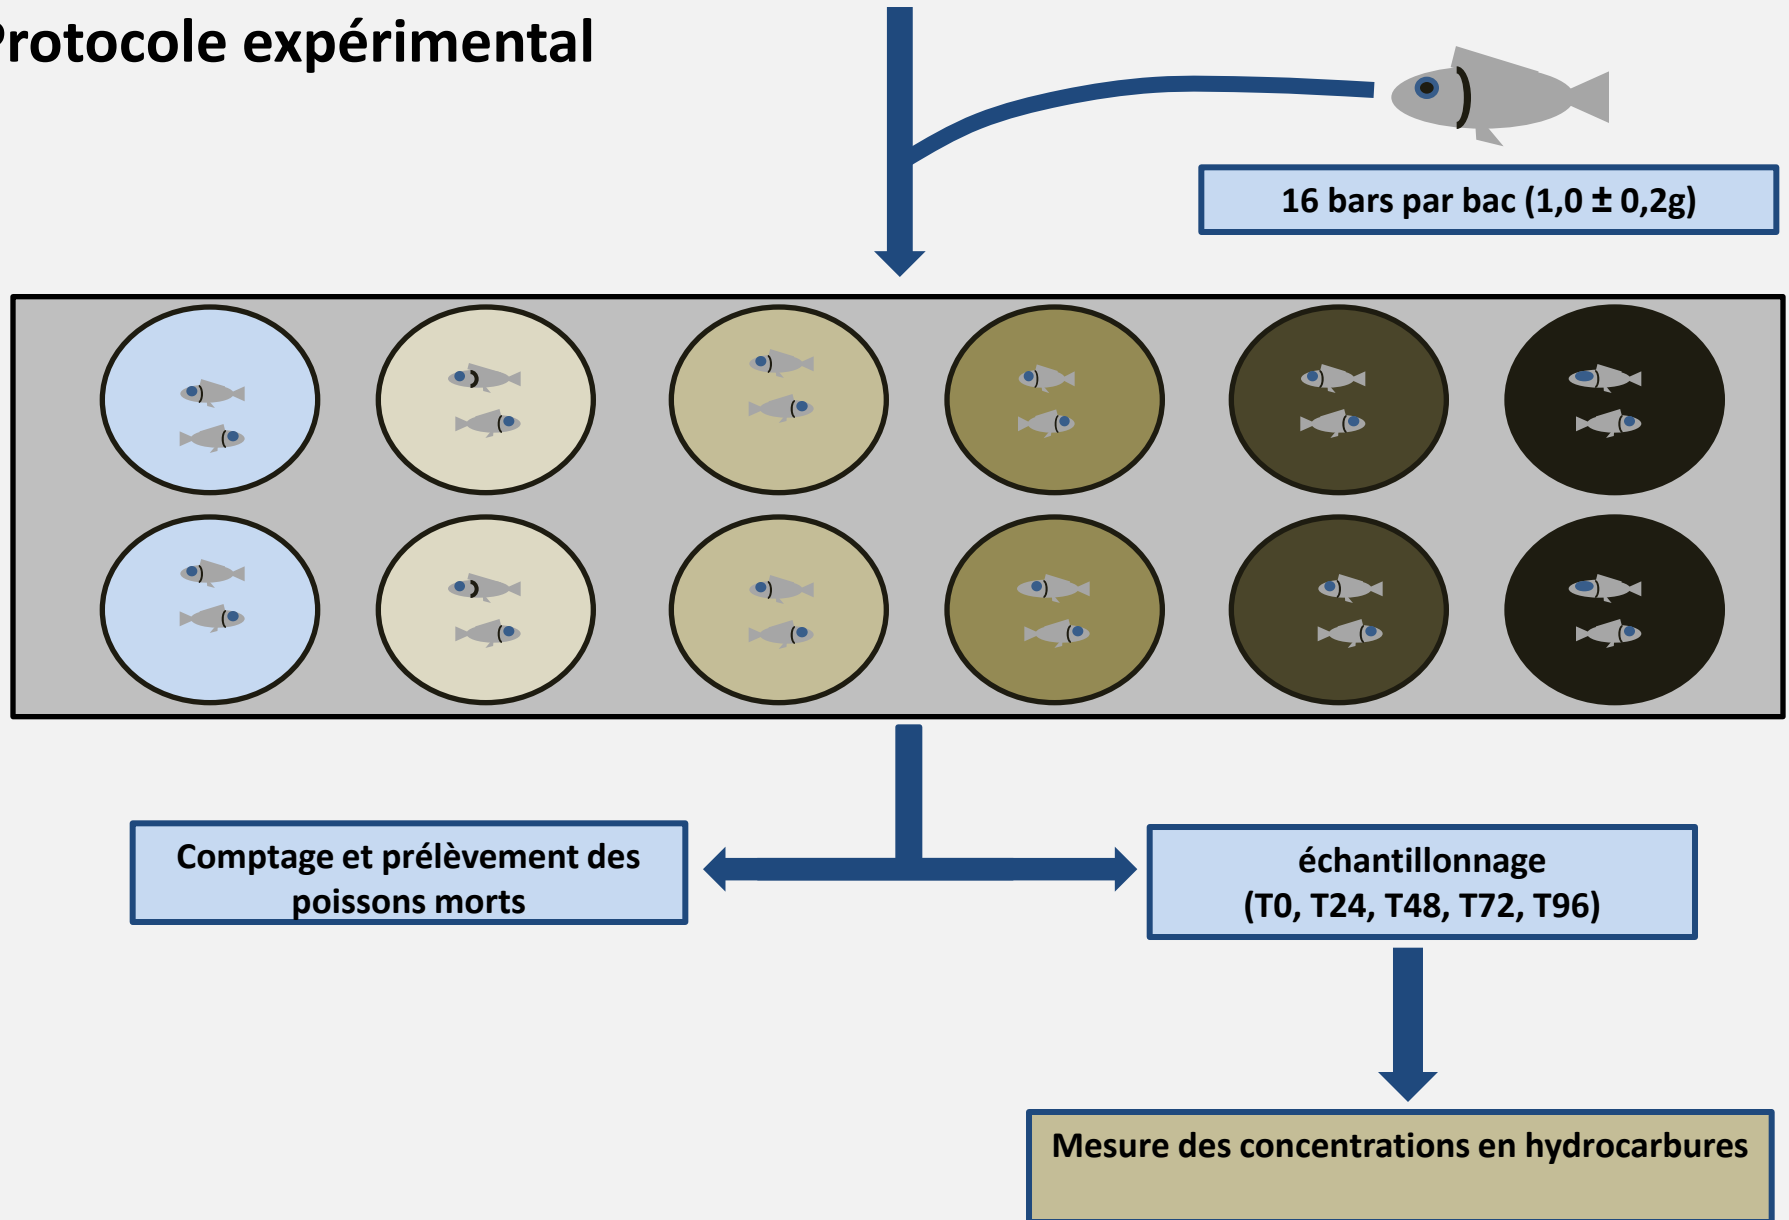 Protocole expérimental
16 bars par bac (1,0 ± 0,2g)
Comptage et prélèvement des
poissons morts
échantillonnage
(T0, T24, T48, T72, T96)
Mesure des concentrations en hydrocarbures